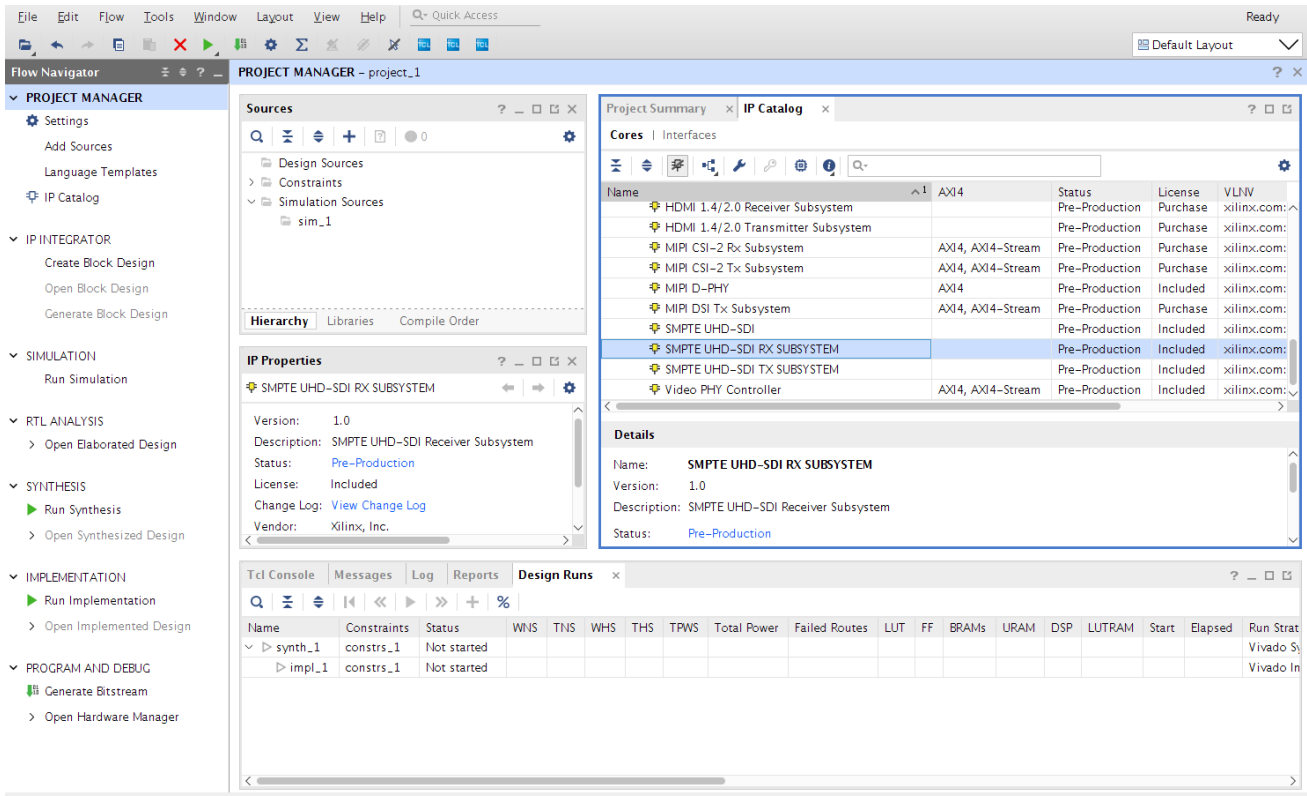 File Edit Flow Tools Window Layout View Help Quick Access Ready
Default Layout
Flow Navigator
PROJECT MANAGER
Settings
Add Sources
Language Templates
IP Catalog
IP INTEGRATOR
Create Block Design
Open Block Design
Generate Block Design
SIMULATION
Run Simulation
RTL ANALYSIS
Open Elaborated Design
SYNTHESIS
Run Synthesis
Open Synthesized Design
IMPLEMENTATION
Run Implementation
Open Implemented Design
PROGRAM AND DEBUG
Generate Bitstream
Open Hardware Manager
PROJECT MANAGER - project_1
Sources
0
Design Sources
Constraints
Simulation Sources
sim_1
Hierarchy Libraries Compile Order
IP Properties
SMPTE UHD-SDI RX SUBSYSTEM
Version: 1.0
Description: SMPTE UHD-SDI Receiver Subsystem
Status: Pre-Production
License: Included
Change Log: View Change Log
Vendor: Xilinx, Inc.
Project Summary IP Catalog
Cores | Interfaces
Name 1 AXI4 Status License VLNV
HDMI 1.4/2.0 Receiver Subsystem Pre-Production Purchase xilinx.com:
HDMI 1.4/2.0 Transmitter Subsystem Pre-Production Purchase xilinx.com:
MIPI CSI-2 Rx Subsystem AXI4, AXI4-Stream Pre-Production Purchase xilinx.com:
MIPI CSI-2 Tx Subsystem AXI4, AXI4-Stream Pre-Production Purchase xilinx.com:
MIPI D-PHY AXI4 Pre-Production Included xilinx.com:
MIPI DSI Tx Subsystem AXI4, AXI4-Stream Pre-Production Purchase xilinx.com:
SMPTE UHD-SDI Pre-Production Included xilinx.com:
SMPTE UHD-SDI RX SUBSYSTEM Pre-Production Included xilinx.com:
SMPTE UHD-SDI TX SUBSYSTEM Pre-Production Included xilinx.com:
Video PHY Controller AXI4, AXI4-Stream Pre-Production Included xilinx.com:
Details
Name: SMPTE UHD-SDI RX SUBSYSTEM
Version: 1.0
Description: SMPTE UHD-SDI Receiver Subsystem
Status: Pre-Production
Tcl Console Messages Log Reports Design Runs
Name Constraints Status WNS TNS WHS THS TPWS Total Power Failed Routes LUT FF BRAMs URAM DSP LUTRAM Start Elapsed Run Strat
synth_1 constrs_1 Not started Vivado Sy
impl_1 constrs_1 Not started Vivado In